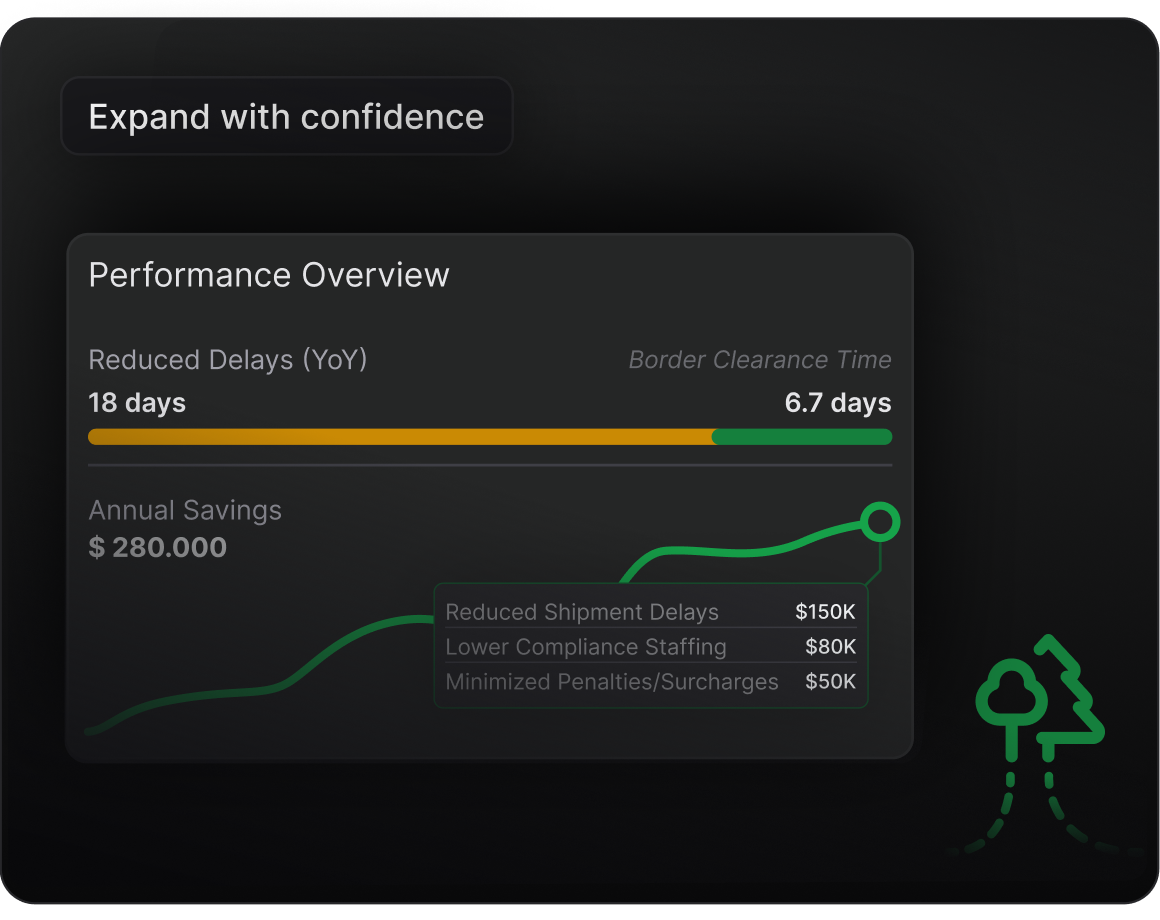 Expand with confidence
Performance Overview
Reduced Delays (YoY) Border Clearance Time
18 days 6.7 days
Annual Savings
$ 280.000
Reduced Shipment Delays $150K
Lower Compliance Staffing $80K
Minimized Penalties/Surcharges $50K